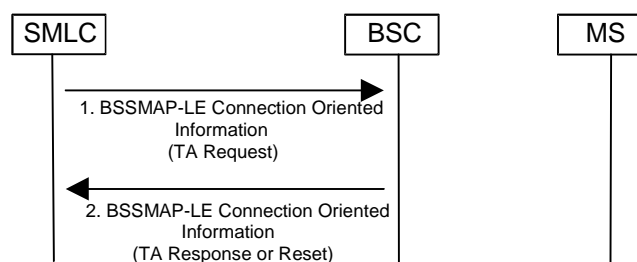 SMLC
BSC
MS
1. BSSMAP-LE Connection Oriented
Information
(TA Request)
2. BSSMAP-LE Connection Oriented
Information
(TA Response or Reset)